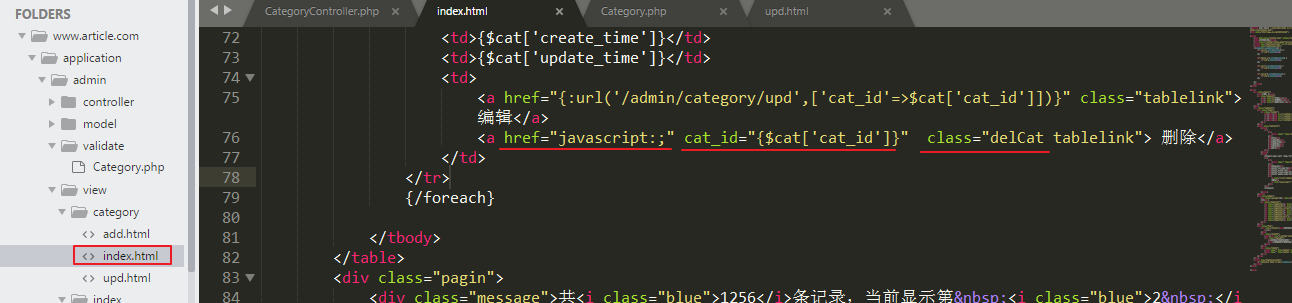 FOLDERS
www.article.com
application
admin
controller
model
validate
Category.php
view
category
add.html
index.html
upd.html
index
CategoryController.php × index.html × Category.php × upd.html ×
72 <td>{$cat['create_time']}</td>
73 <td>{$cat['update_time']}</td>
74 <td>
75 <a href="{:url('/admin/category/upd',['cat_id'=>$cat['cat_id']])}" class="tablelink">
编辑</a>
76 <a href="javascript:;" cat_id="{$cat['cat_id']}" class="delCat tablelink"> 删除</a>
77 </td>
78 </tr>
79 {/foreach}
80
81 </tbody>
82 </table>
83 <div class="pagin">
84 <div class="message">共<i class="blue">1256</i>条记录，当前显示第&nbsp;<i class="blue">2&nbsp;</i